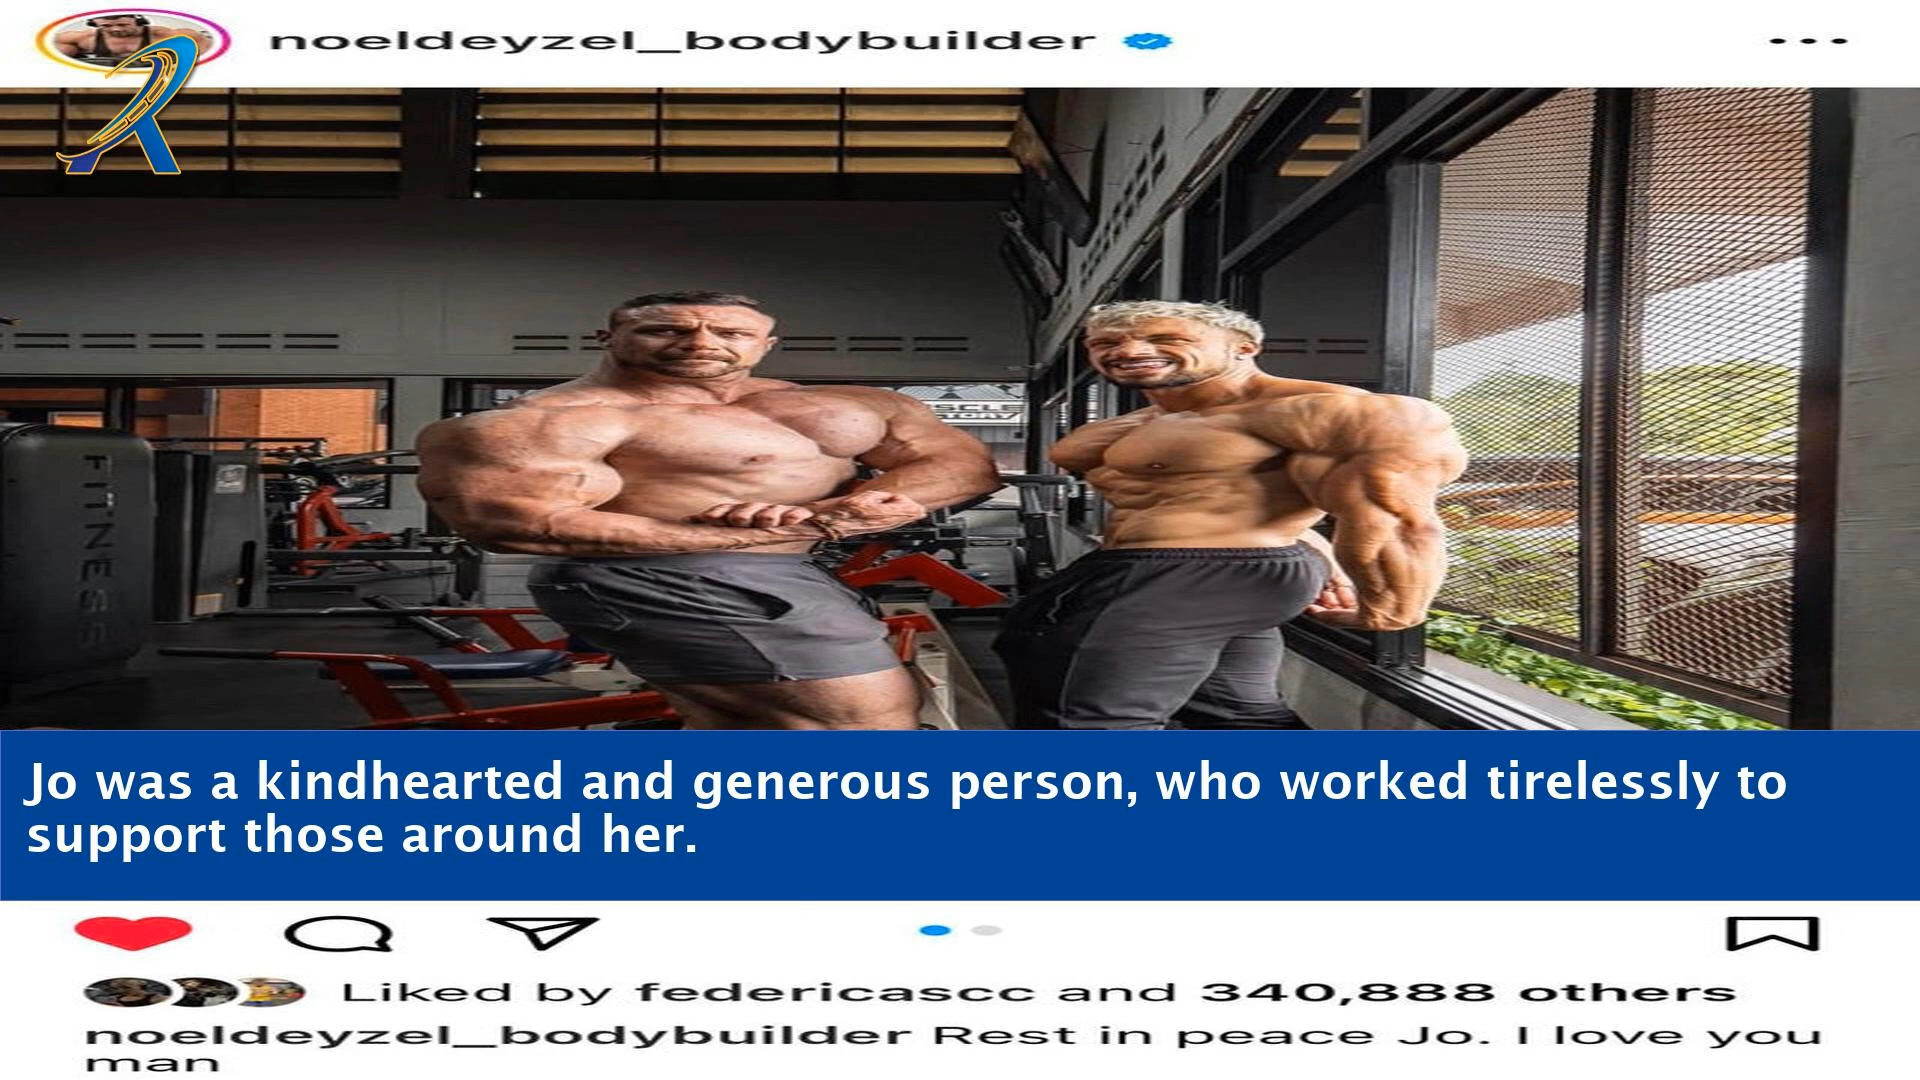 noeldeyzel_bodybuilder
FITNESS
Jo was a kindhearted and generous person, who worked tirelessly to
support those around her.
Liked by federicascc and 340,888 others
noeldeyzel_bodybuilder Rest in peace Jo. I love you
man